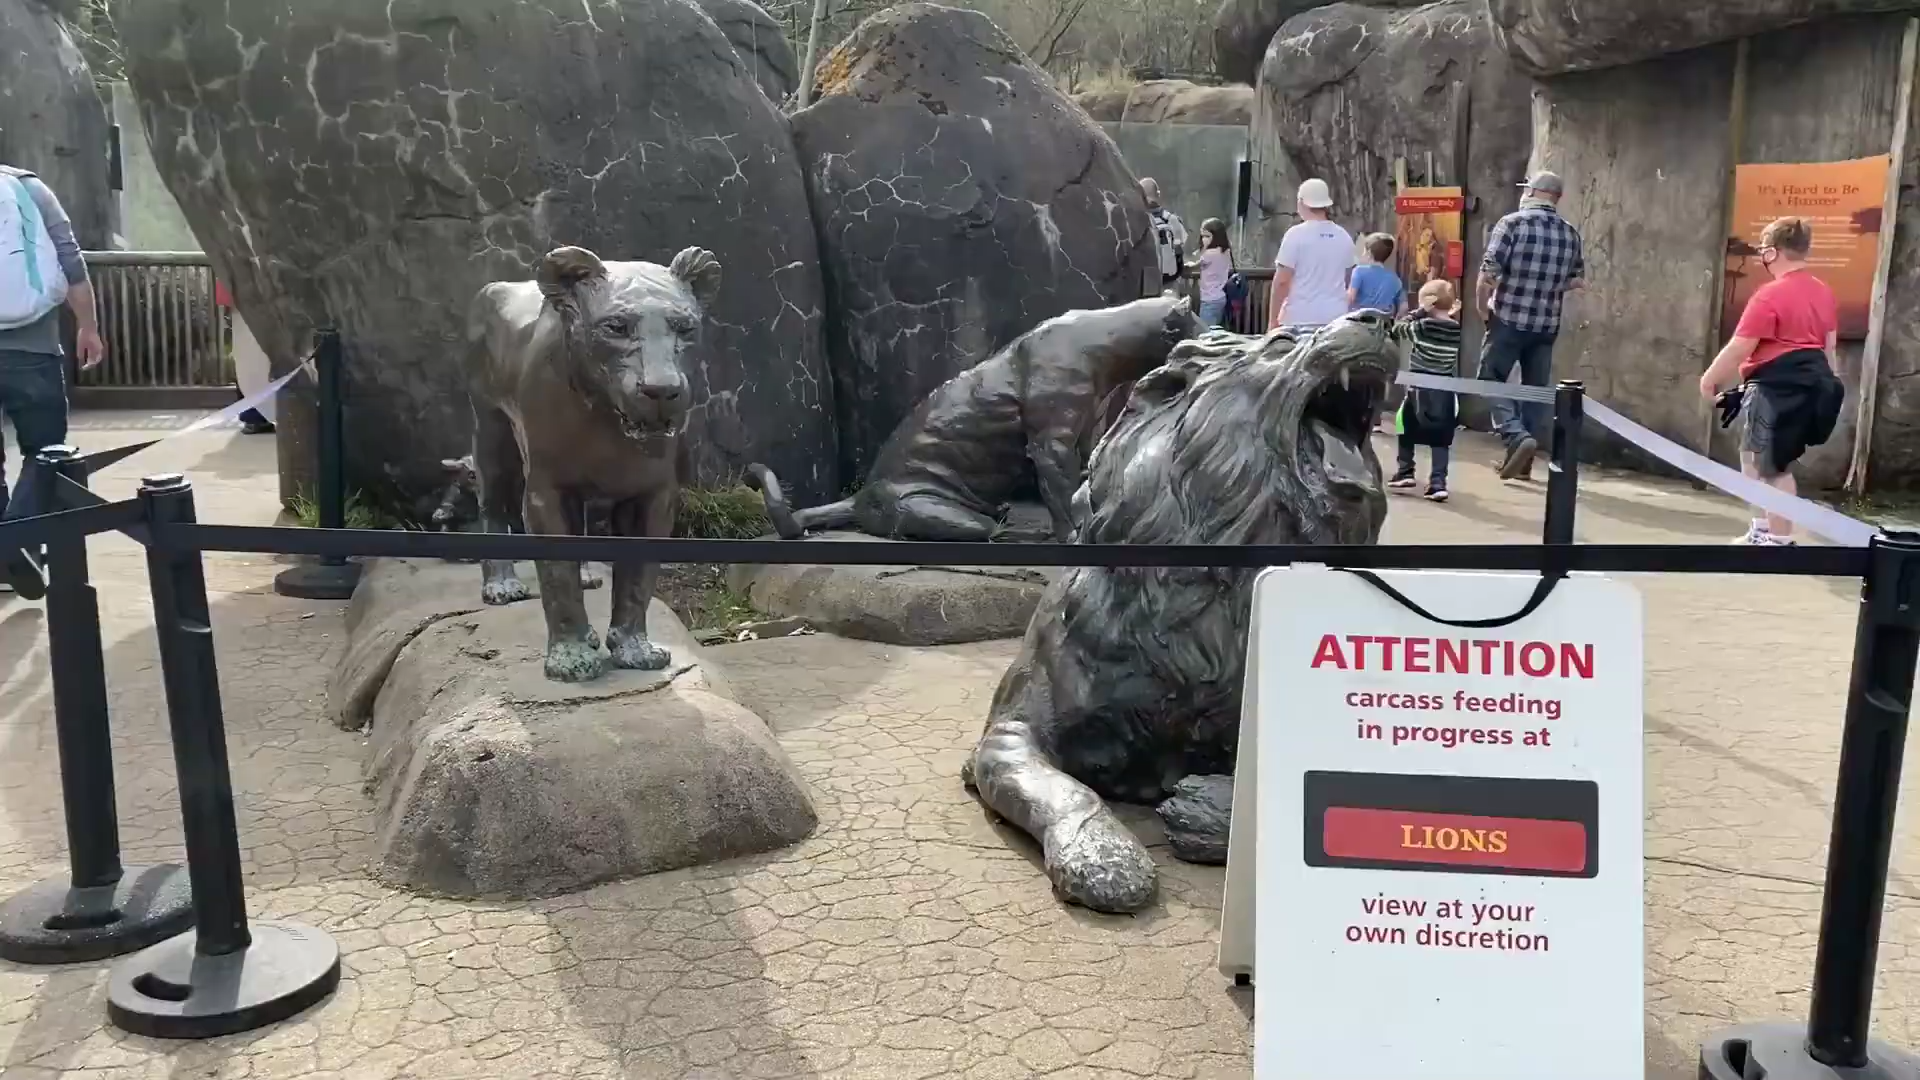 It's Hard to Be
a Hunter
A Hunter's Body
ATTENTION
carcass feeding
in progress at
LIONS
view at your
own discretion